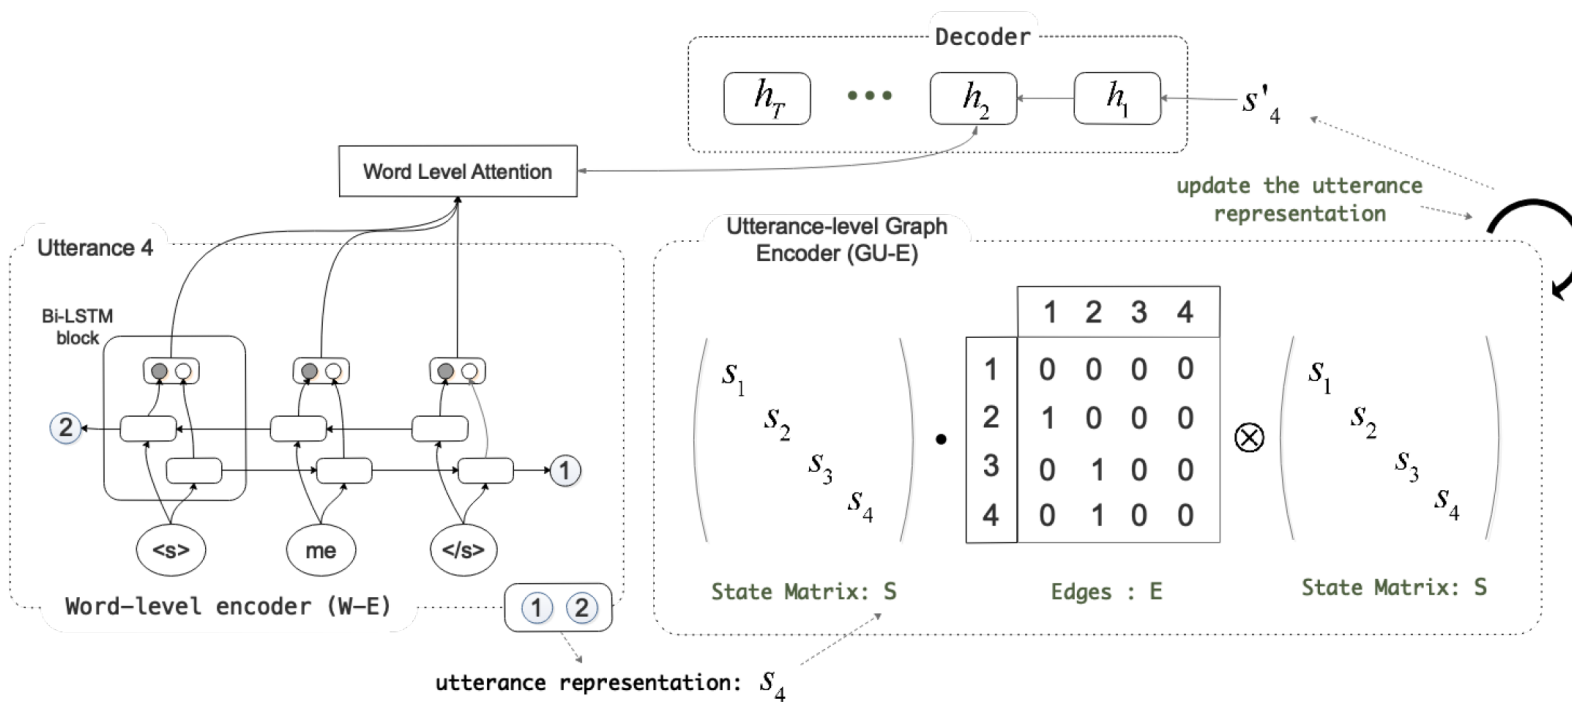 Decoder
h_T ••• h_2 h_1 s'_4
Word Level Attention
update the utterance
representation
Utterance 4
Utterance-level Graph
Encoder (GU-E)
Bi-LSTM
block
2
1
<s> me </s>
Word-level encoder (W-E)
1 2
utterance representation: s_4
s_1
s_2
s_3
s_4
•
1 2 3 4
1 0 0 0 0
2 1 0 0 0
3 0 1 0 0
4 0 1 0 0
⊗
s_1
s_2
s_3
s_4
State Matrix: S
Edges : E
State Matrix: S